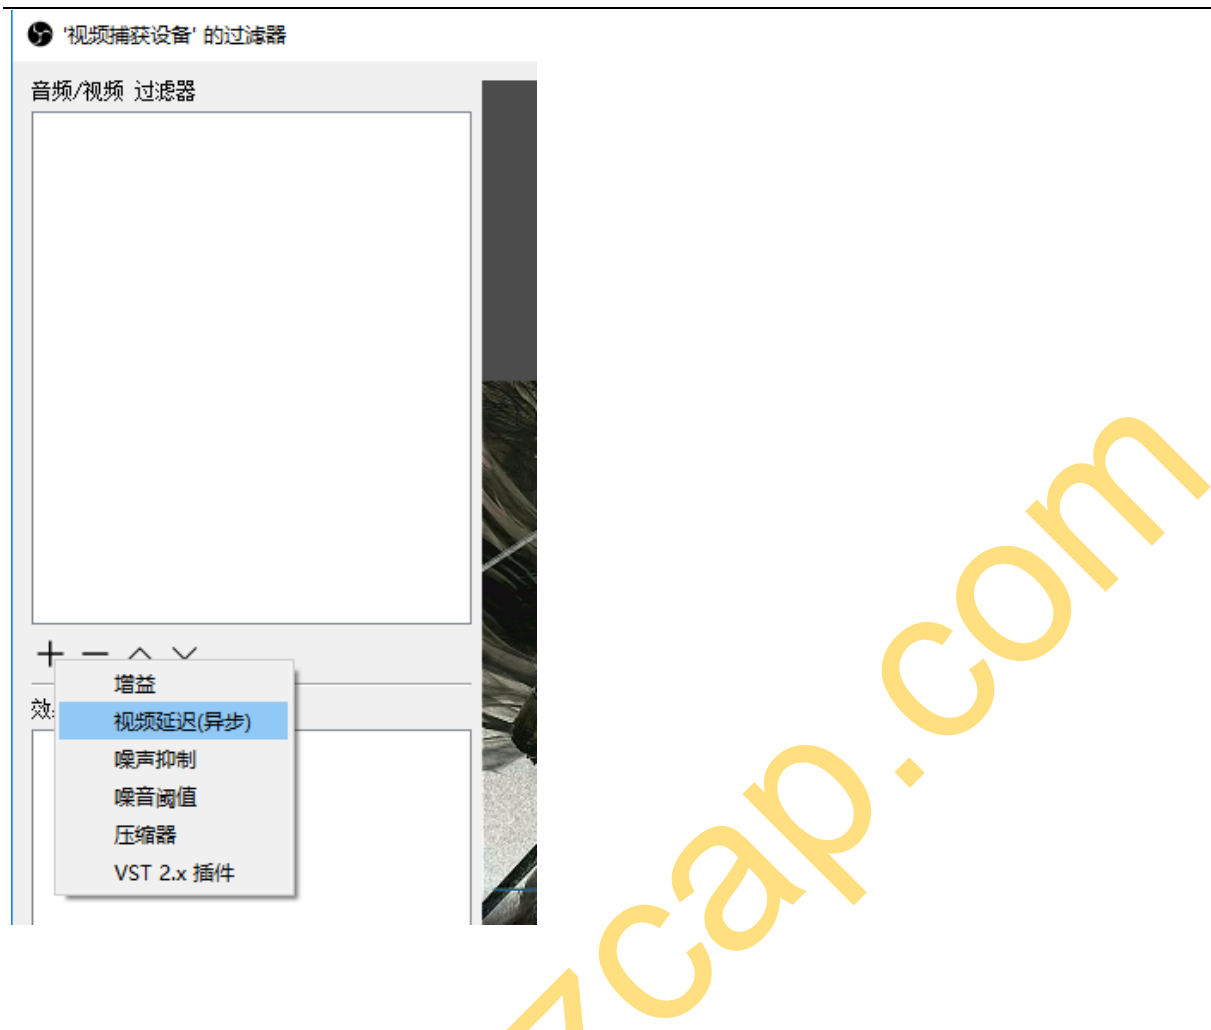 '视频捕获设备' 的过滤器
音频/视频 过滤器
增益
效
视频延迟(异步)
噪声抑制
噪音阈值
压缩器
VST 2.x 插件
zcap.com